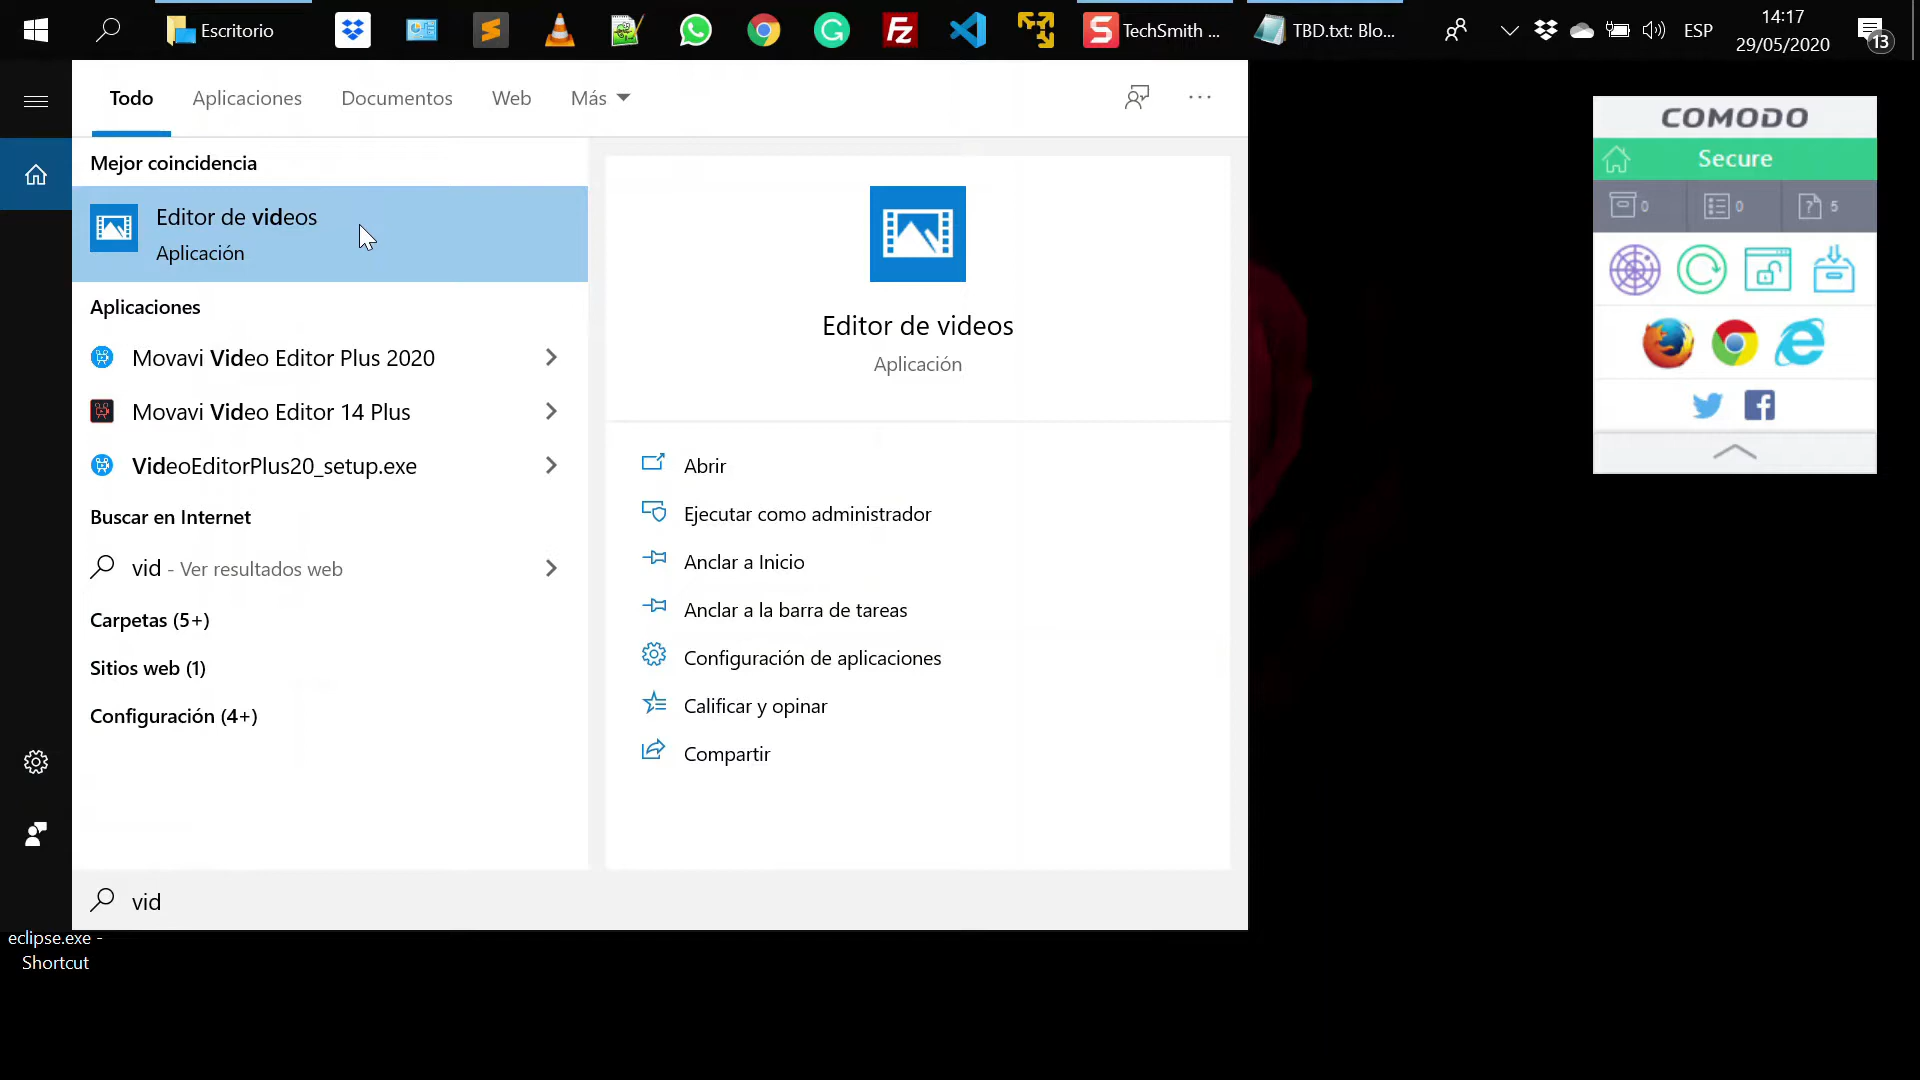 Escritorio
TechSmith ...
TBD.txt: Blo...
ESP
14:17
29/05/2020
13
Todo
Aplicaciones
Documentos
Web
Más
Mejor coincidencia
Editor de videos
Aplicación
Aplicaciones
Movavi Video Editor Plus 2020
Movavi Video Editor 14 Plus
VideoEditorPlus20_setup.exe
Buscar en Internet
vid - Ver resultados web
Carpetas (5+)
Sitios web (1)
Configuración (4+)
Editor de videos
Aplicación
Abrir
Ejecutar como administrador
Anclar a Inicio
Anclar a la barra de tareas
Configuración de aplicaciones
Calificar y opinar
Compartir
vid
eclipse.exe -
Shortcut
COMODO
Secure
0
0
5